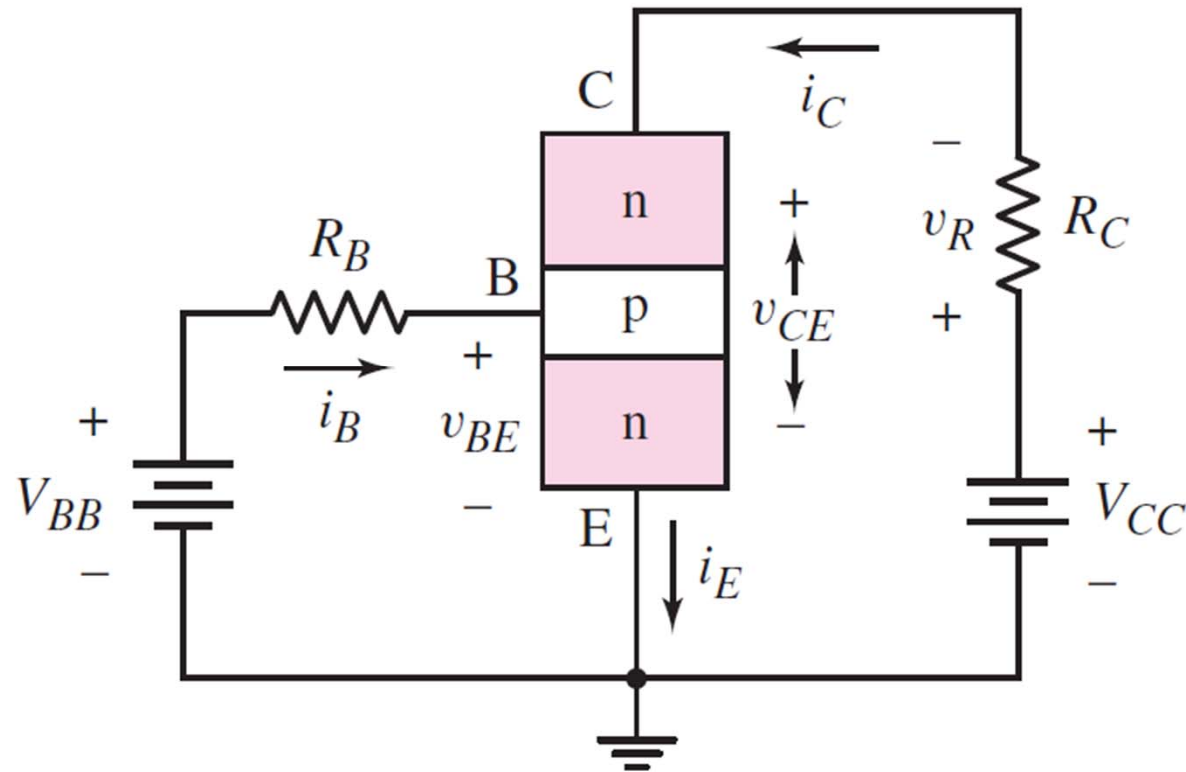 C
i_C
−
n
+
R_B
v_R
R_C
B
p
v_CE
+
+
i_B
v_BE
n
−
+
+
V_BB
−
E
V_CC
−
i_E
−